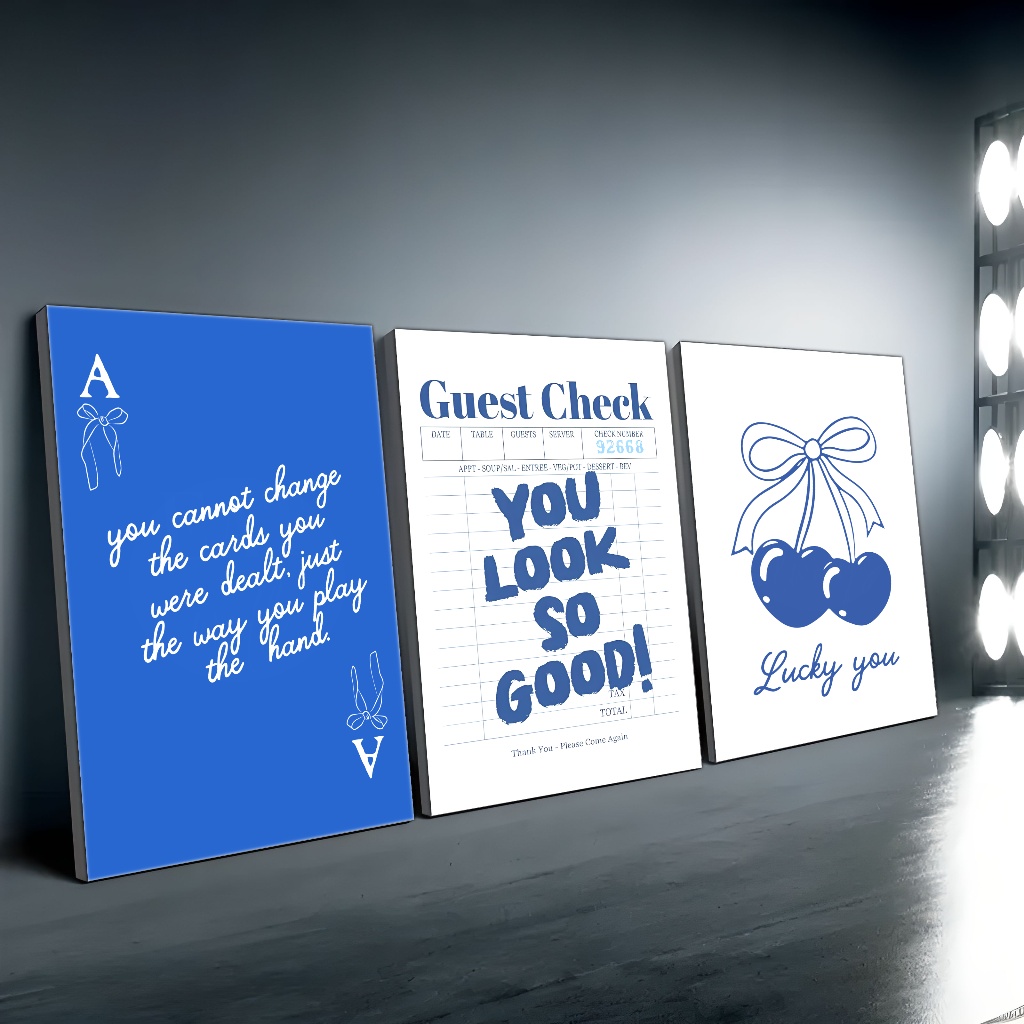 A
you cannot change
the cards you
were dealt, just
the way you play
the hand.
A
Guest Check
DATE TABLE GUESTS SERVER CHECK NUMBER
92668
APPT - SOUP/SAL - ENTREE - VEG/POT - DESSERT - BEV
YOU
LOOK
SO
GOOD!
TAX
TOTAL
Thank You - Please Come Again
Lucky you